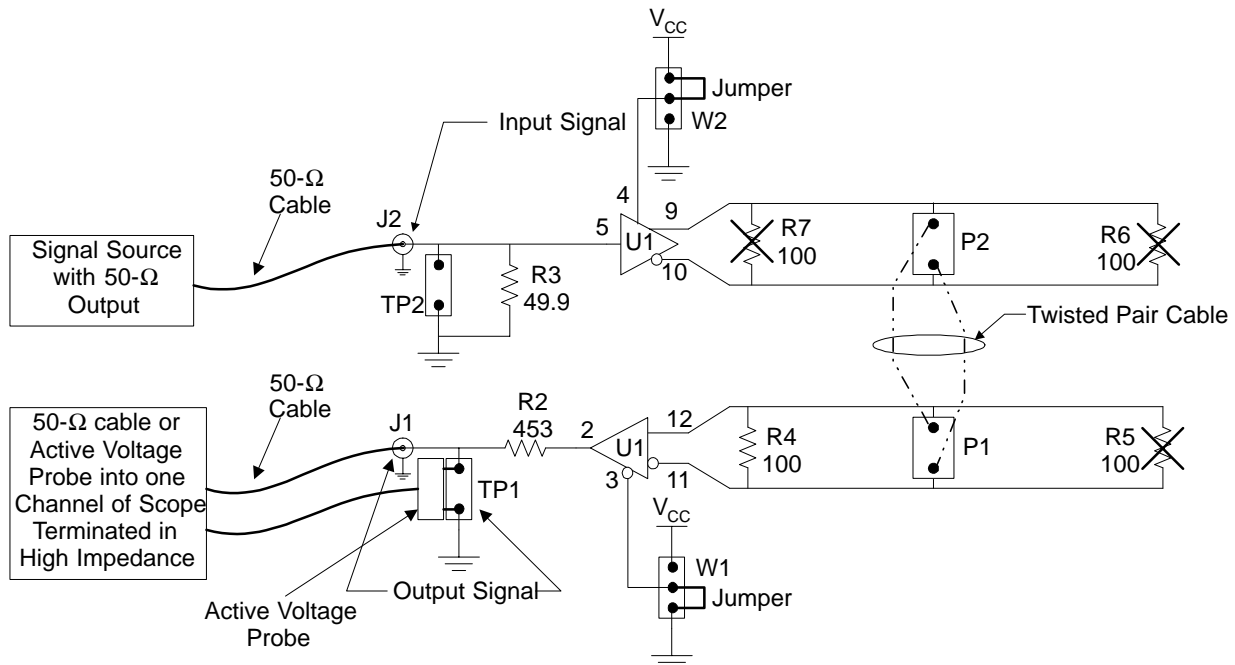 VCC
Jumper
W2
Input Signal
50-Ω
Cable
J2
4
9
5
U1
10
R7
100
P2
R6
100
Signal Source
with 50-Ω
Output
TP2
R3
49.9
Twisted Pair Cable
50-Ω
Cable
50-Ω cable or
Active Voltage
Probe into one
Channel of Scope
Terminated in
High Impedance
J1
R2
453
2
12
U1
3
11
R4
100
P1
R5
100
TP1
VCC
W1
Jumper
Output Signal
Active Voltage
Probe